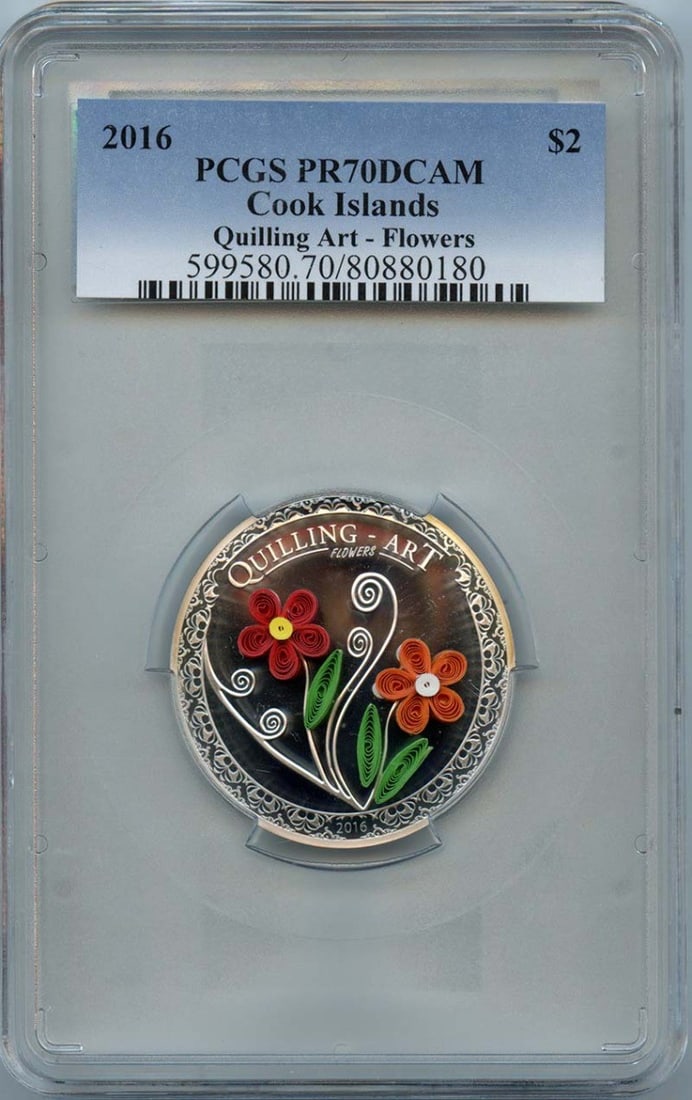 2016 $2
PCGS PR70DCAM
Cook Islands
Quilling Art - Flowers
599580.70/80880180
QUILLING - ART
FLOWERS
2016